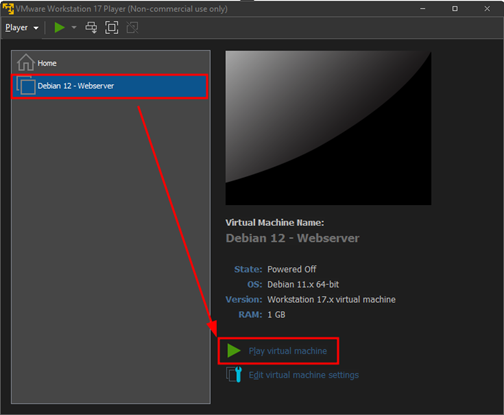 VMware Workstation 17 Player (Non-commercial use only)
Player
Home
Debian 12 - Webserver
Virtual Machine Name:
Debian 12 - Webserver
State: Powered Off
OS: Debian 11.x 64-bit
Version: Workstation 17.x virtual machine
RAM: 1 GB
Play virtual machine
Edit virtual machine settings